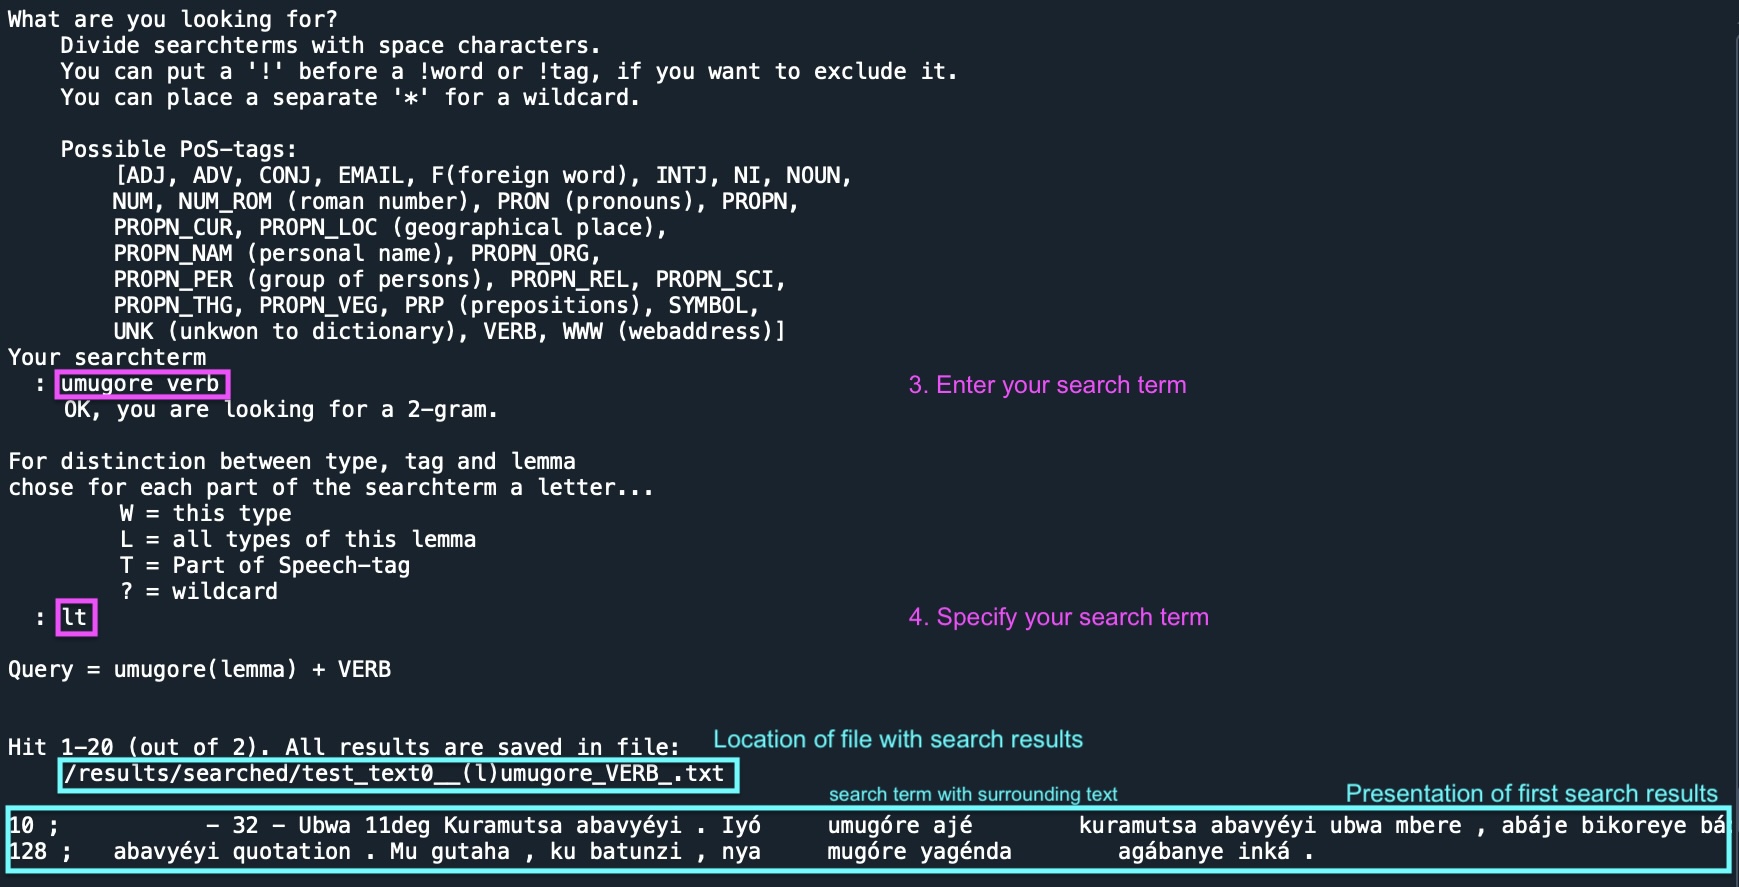 What are you looking for?
Divide searchterms with space characters.
You can put a '!' before a !word or !tag, if you want to exclude it.
You can place a separate '*' for a wildcard.
Possible PoS-tags:
[ADJ, ADV, CONJ, EMAIL, F(foreign word), INTJ, NI, NOUN,
NUM, NUM_ROM (roman number), PRON (pronouns), PROPN,
PROPN_CUR, PROPN_LOC (geographical place),
PROPN_NAM (personal name), PROPN_ORG,
PROPN_PER (group of persons), PROPN_REL, PROPN_SCI,
PROPN_THG, PROPN_VEG, PRP (prepositions), SYMBOL,
UNK (unkwon to dictionary), VERB, WWW (webaddress)]
Your searchterm
: umugore verb 3. Enter your search term
OK, you are looking for a 2-gram.
For distinction between type, tag and lemma
chose for each part of the searchterm a letter...
W = this type
L = all types of this lemma
T = Part of Speech-tag
? = wildcard
: lt 4. Specify your search term
Query = umugore(lemma) + VERB
Hit 1-20 (out of 2). All results are saved in file: Location of file with search results
/results/searched/test_text0__(l)umugore_VERB_.txt
search term with surrounding text Presentation of first search results
10 ; - 32 - Ubwa 11deg Kuramutsa abavyéyi . Iyó umugóre ajé kuramutsa abavyéyi ubwa mbere , abáje bikoreye bá
128 ; abavyéyi quotation . Mu gutaha , ku batunzi , nya mugóre yagénda agábanye inká .